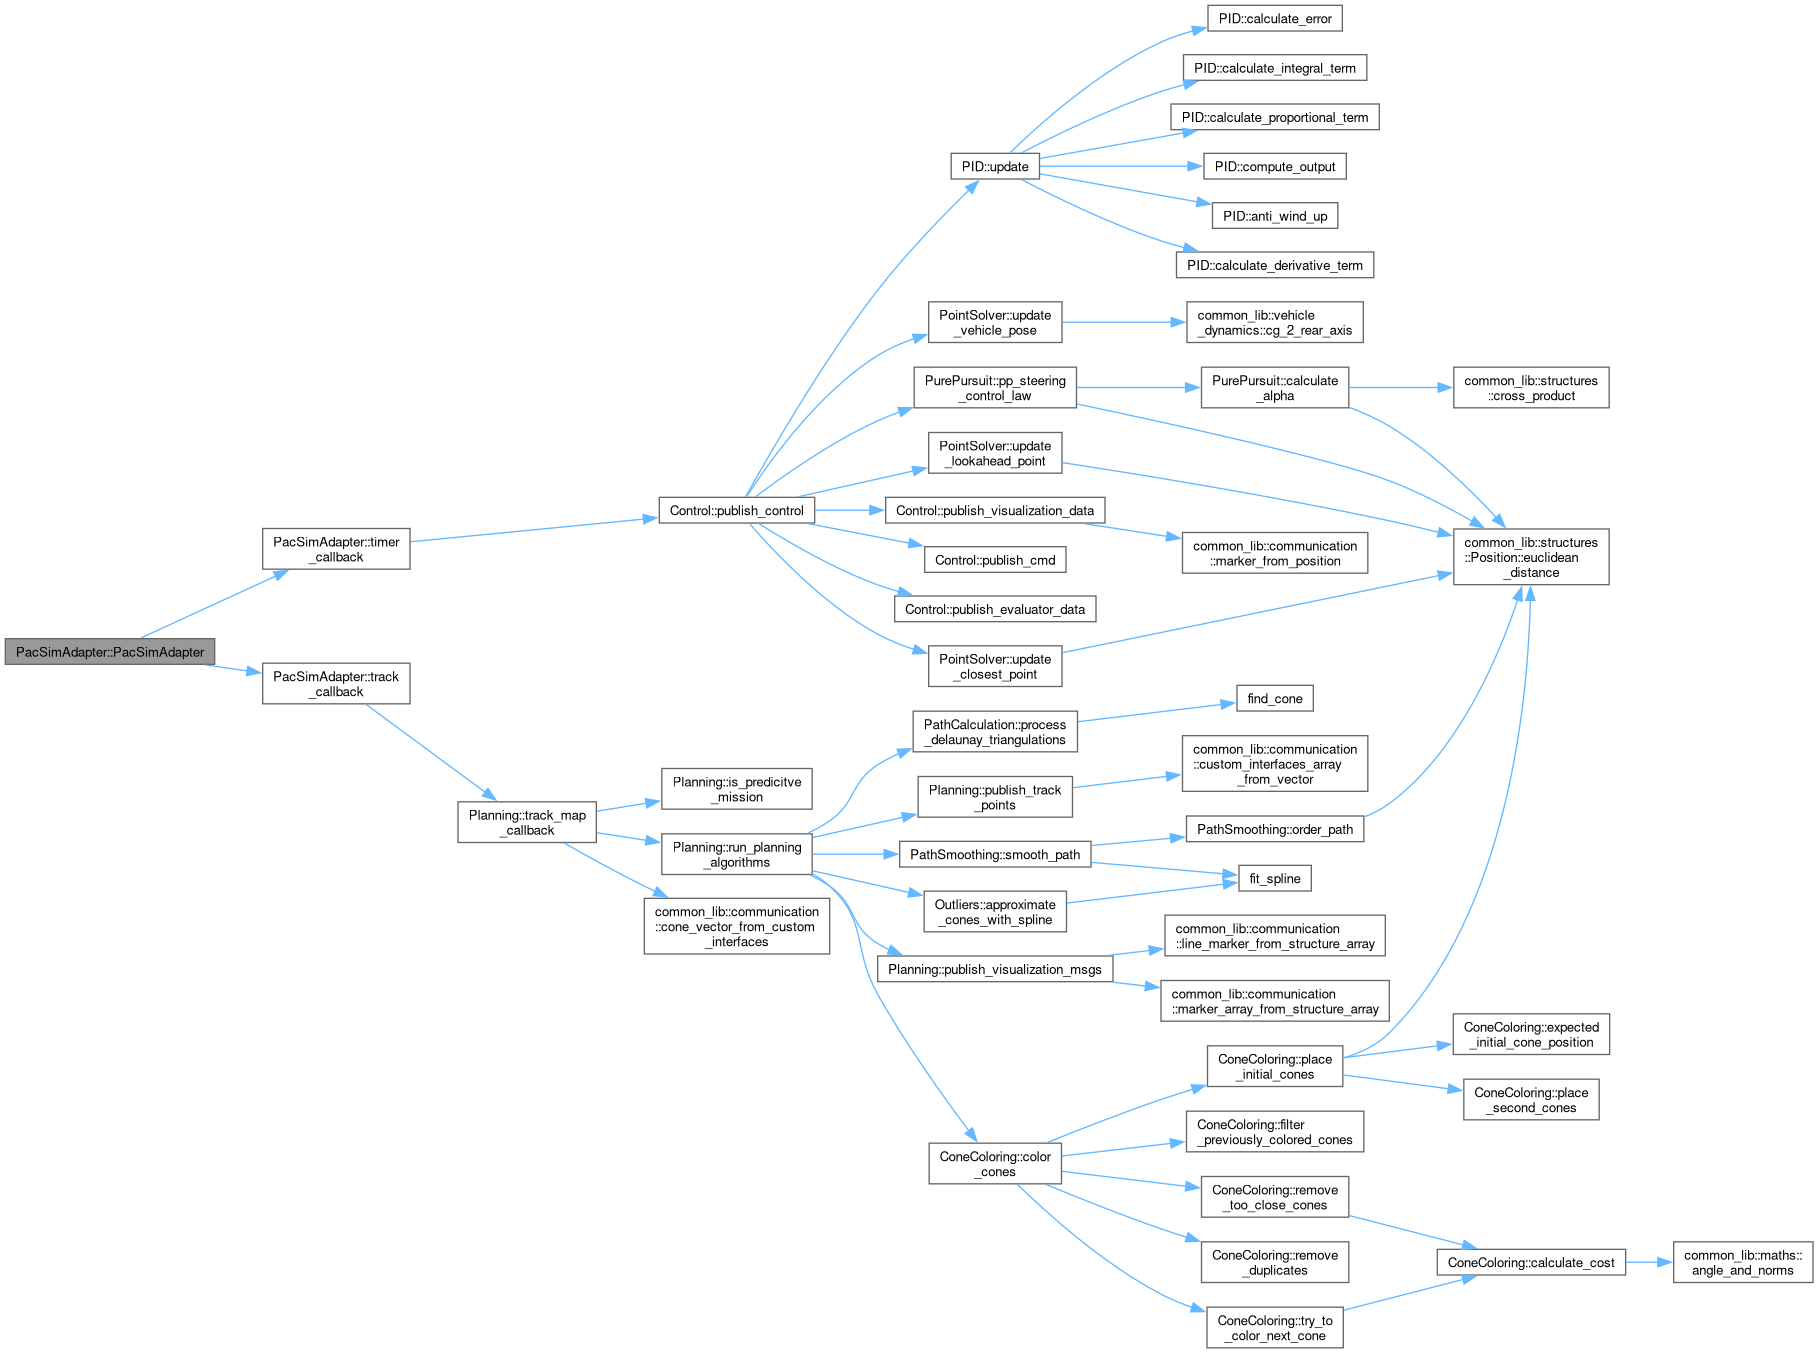 PID::calculate_error
PID::calculate_integral_term
PID::calculate_proportional_term
PID::update
PID::compute_output
PID::anti_wind_up
PID::calculate_derivative_term
PointSolver::update
_vehicle_pose
common_lib::vehicle
_dynamics::cg_2_rear_axis
PurePursuit::pp_steering
_control_law
PurePursuit::calculate
_alpha
common_lib::structures
::cross_product
PointSolver::update
_lookahead_point
Control::publish_control
Control::publish_visualization_data
PacSimAdapter::timer
_callback
Control::publish_cmd
common_lib::communication
::marker_from_position
common_lib::structures
::Position::euclidean
_distance
Control::publish_evaluator_data
PacSimAdapter::PacSimAdapter
PointSolver::update
_closest_point
PacSimAdapter::track
_callback
find_cone
PathCalculation::process
_delaunay_triangulations
common_lib::communication
::custom_interfaces_array
_from_vector
Planning::is_predicitve
_mission
Planning::publish_track
_points
Planning::track_map
_callback
PathSmoothing::order_path
Planning::run_planning
_algorithms
PathSmoothing::smooth_path
fit_spline
Outliers::approximate
_cones_with_spline
common_lib::communication
::cone_vector_from_custom
_interfaces
common_lib::communication
::line_marker_from_structure_array
Planning::publish_visualization_msgs
common_lib::communication
::marker_array_from_structure_array
ConeColoring::expected
_initial_cone_position
ConeColoring::place
_initial_cones
ConeColoring::place
_second_cones
ConeColoring::filter
_previously_colored_cones
ConeColoring::color
_cones
ConeColoring::remove
_too_close_cones
ConeColoring::remove
_duplicates
ConeColoring::calculate_cost
common_lib::maths::
angle_and_norms
ConeColoring::try_to
_color_next_cone